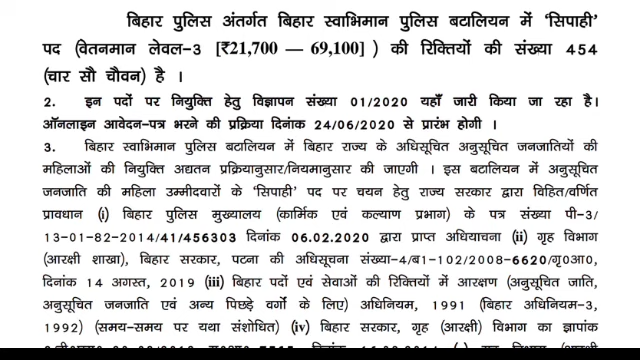 बिहार पुलिस अंतर्गत बिहार स्वाभिमान पुलिस बटालियन में ‘सिपाही’
पद (वेतनमान लेवल–3 [₹21,700 — 69,100] ) की रिक्तियों की संख्या 454
(चार सौ चौवन) है ।
2. इन पदों पर नियुक्ति हेतु विज्ञापन संख्या 01/2020 यहाँ जारी किया जा रहा है।
ऑनलाइन आवेदन–पत्र भरने की प्रक्रिया दिनांक 24/06/2020 से प्रारंभ होगी ।
3. बिहार स्वाभिमान पुलिस बटालियन में बिहार राज्य के अधिसूचित अनुसूचित जनजातियों की
महिलाओं की नियुक्ति अद्यतन प्रक्रियानुसार/नियमानुसार की जाएगी । इस बटालियन में अनुसूचित
जनजाति की महिला उम्मीदवारों के ‘सिपाही’ पद पर चयन हेतु राज्य सरकार द्वारा विहित/वर्णित
प्रावधान (i) बिहार पुलिस मुख्यालय (कार्मिक एवं कल्याण प्रभाग) के पत्र संख्या पी–3/
13-01-82-2014/41/456303 दिनांक 06.02.2020 द्वारा प्राप्त अधियाचना (ii) गृह विभाग
(आरक्षी शाखा), बिहार सरकार, पटना की अधिसूचना संख्या–4/ब1–102/2008–6620/गृ0आ0,
दिनांक 14 अगस्त, 2019 (iii) बिहार पदों एवं सेवाओं की रिक्तियों में आरक्षण (अनुसूचित जाति,
अनुसूचित जनजाति एवं अन्य पिछड़े वर्गो के लिए) अधिनियम, 1991 (बिहार अधिनियम–3,
1992) (समय–समय पर यथा संशोधित) (iv) बिहार सरकार, गृह (आरक्षी) विभाग का ज्ञापांक